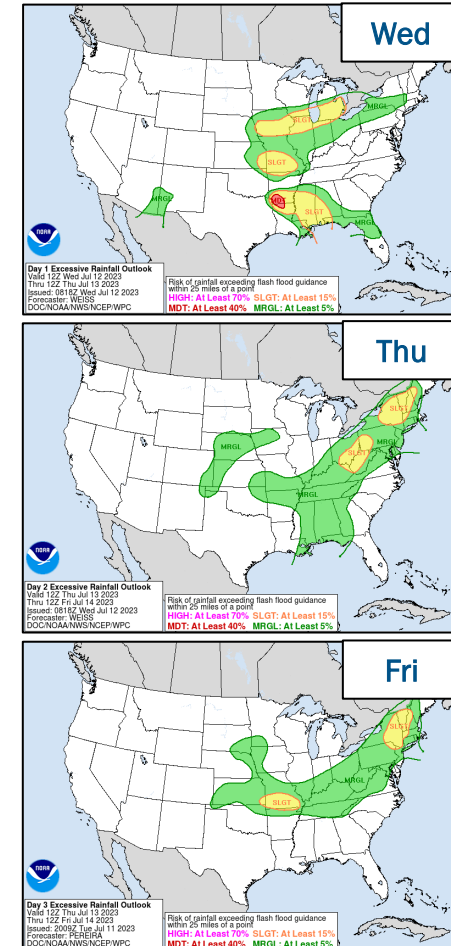 Wed
SLGT
MRGL
SLGT
MRGL
MDT
SLGT
MRGL
NOAA
Day 1 Excessive Rainfall Outlook
Valid 12Z Wed Jul 12 2023
Thru 12Z Thu Jul 13 2023
Issued: 0818Z Wed Jul 12 2023
Forecaster: WEISS
DOC/NOAA/NWS/NCEP/WPC
Risk of rainfall exceeding flash flood guidance
within 25 miles of a point
HIGH: At Least 70% SLGT: At Least 15%
MDT: At Least 40% MRGL: At Least 5%
Thu
SLGT
MRGL
MRGL
SLGT
MRGL
NOAA
Day 2 Excessive Rainfall Outlook
Valid 12Z Thu Jul 13 2023
Thru 12Z Fri Jul 14 2023
Issued: 0818Z Wed Jul 12 2023
Forecaster: WEISS
DOC/NOAA/NWS/NCEP/WPC
Risk of rainfall exceeding flash flood guidance
within 25 miles of a point
HIGH: At Least 70% SLGT: At Least 15%
MDT: At Least 40% MRGL: At Least 5%
Fri
SLGT
MRGL
SLGT
NOAA
Day 3 Excessive Rainfall Outlook
Valid 12Z Thu Jul 13 2023
Thru 12Z Fri Jul 14 2023
Issued: 2009Z Tue Jul 11 2023
Forecaster: PEREIRA
DOC/NOAA/NWS/NCEP/WPC
Risk of rainfall exceeding flash flood guidance
within 25 miles of a point
HIGH: At Least 70% SLGT: At Least 15%
MDT: At Least 40% MRGL: At Least 5%